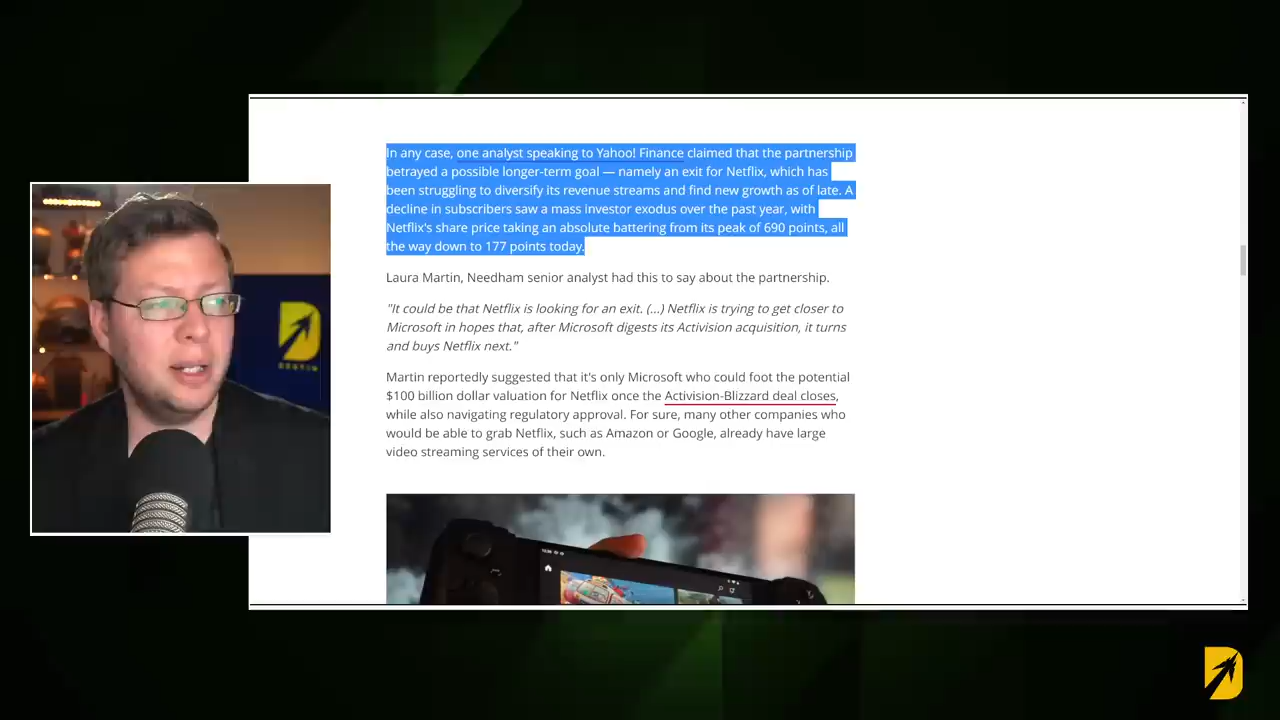 In any case, one analyst speaking to Yahoo! Finance claimed that the partnership
betrayed a possible longer-term goal — namely an exit for Netflix, which has
been struggling to diversify its revenue streams and find new growth as of late. A
decline in subscribers saw a mass investor exodus over the past year, with
Netflix's share price taking an absolute battering from its peak of 690 points, all
the way down to 177 points today.
Laura Martin, Needham senior analyst had this to say about the partnership.
"It could be that Netflix is looking for an exit. (...) Netflix is trying to get closer to
Microsoft in hopes that, after Microsoft digests its Activision acquisition, it turns
and buys Netflix next."
Martin reportedly suggested that it's only Microsoft who could foot the potential
$100 billion dollar valuation for Netflix once the Activision-Blizzard deal closes,
while also navigating regulatory approval. For sure, many other companies who
would be able to grab Netflix, such as Amazon or Google, already have large
video streaming services of their own.
DESTIN